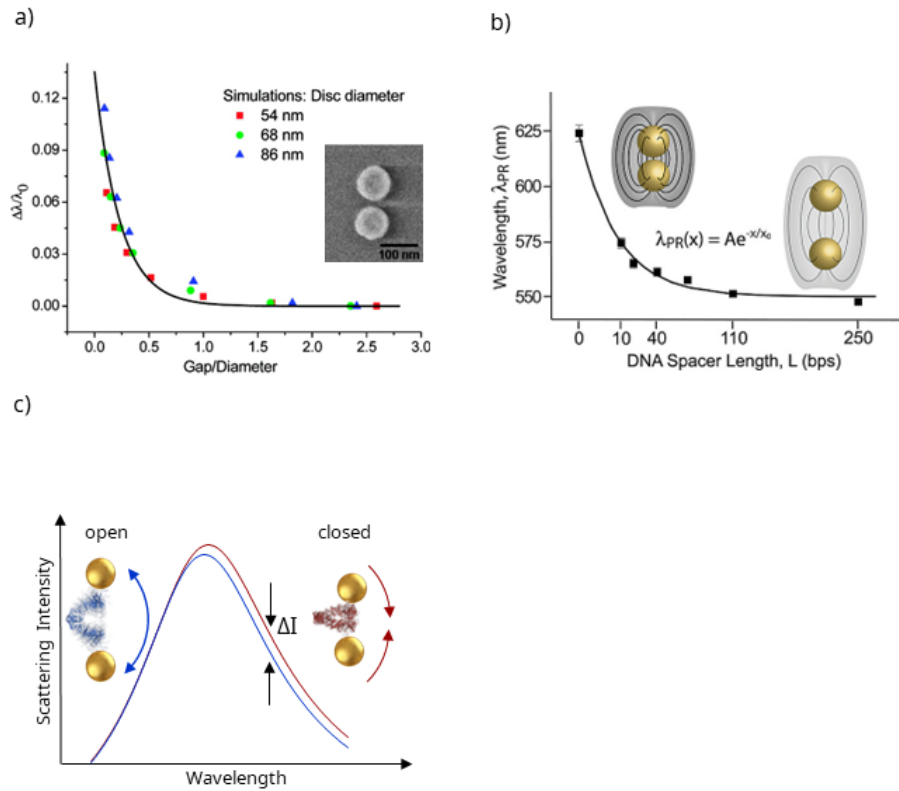 a)
0.12
0.09
0.06
0.03
0.00
Δλ/λ₀
Simulations: Disc diameter
54 nm
68 nm
86 nm
100 nm
0.0 0.5 1.0 1.5 2.0 2.5 3.0
Gap/Diameter
b)
625
600
575
550
Wavelength, λPR (nm)
λPR(x) = Ae^-x/x₀
0 10 40 110 250
DNA Spacer Length, L (bps)
c)
open
closed
ΔI
Scattering Intensity
Wavelength